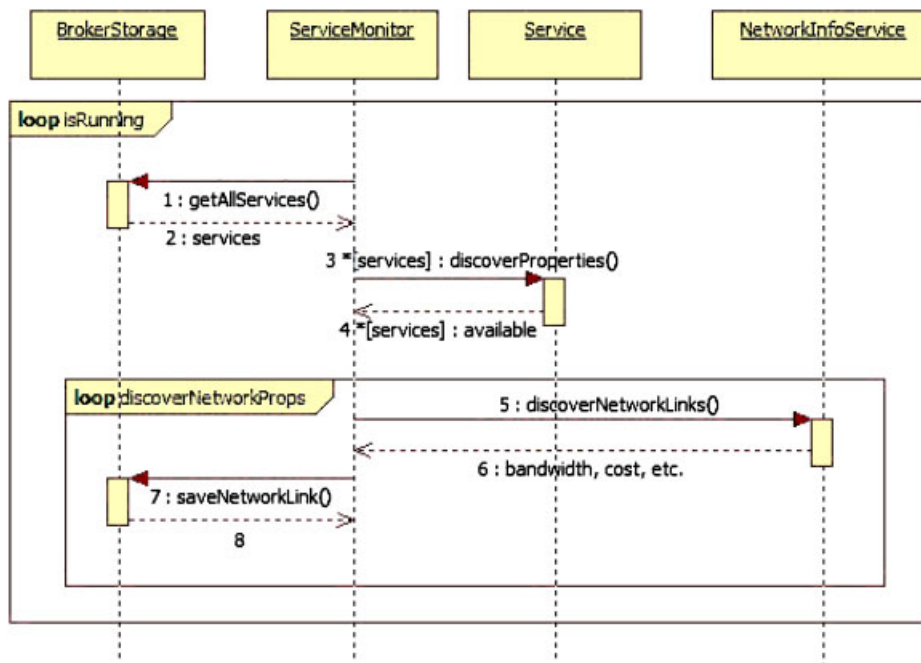 BrokerStorage
ServiceMonitor
Service
NetworkInfoService
loop isRunning
1 : getAllServices()
2 : services
3 *[services] : discoverProperties()
4 *[services] : available
loop discoverNetworkProps
5 : discoverNetworkLinks()
6 : bandwidth, cost, etc.
7 : saveNetworkLink()
8